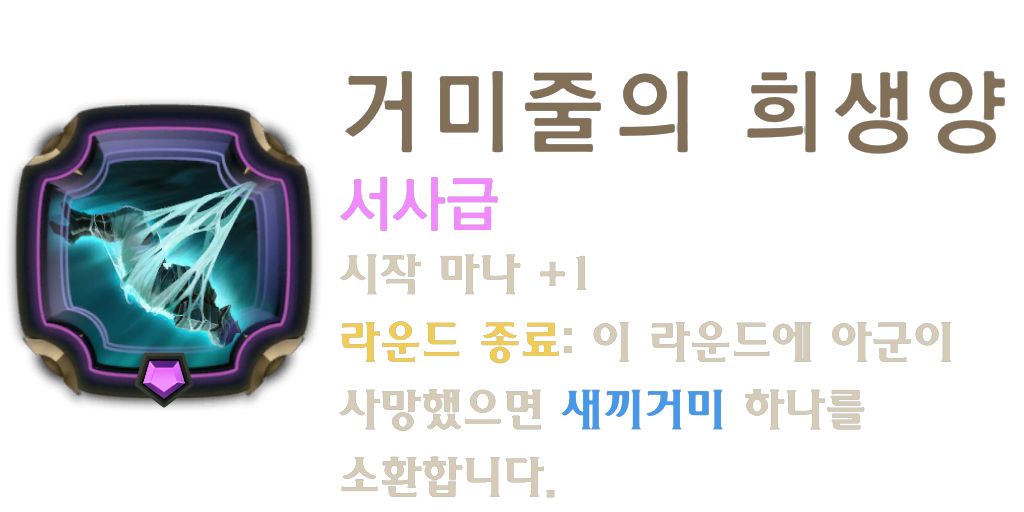 거미줄의 희생양
서사급
시작 마나 +1
라운드 종료: 이 라운드에 아군이
사망했으면 새끼거미 하나를
소환합니다.